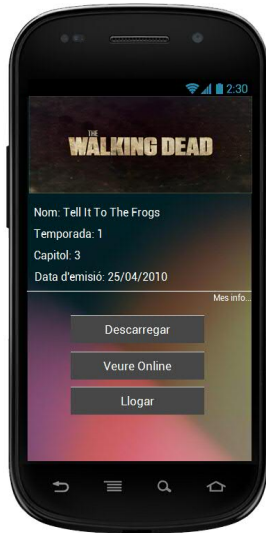 2:30
THE
WALKING DEAD
Nom: Tell It To The Frogs
Temporada: 1
Capitol: 3
Data d'emisió: 25/04/2010
Mes info...
Descarregar
Veure Online
Llogar